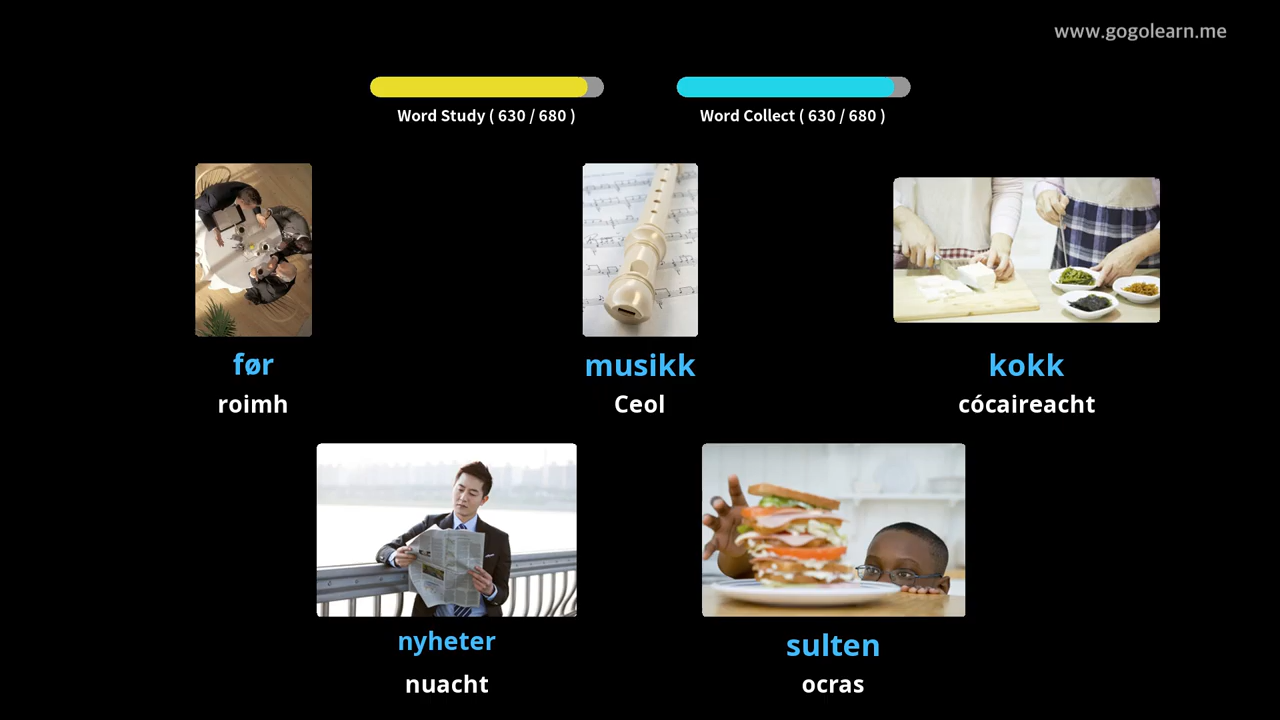 www.gogolearn.me
Word Study ( 630 / 680 )
Word Collect ( 630 / 680 )
før
roimh
musikk
Ceol
kokk
cócaireacht
nyheter
nuacht
sulten
ocras